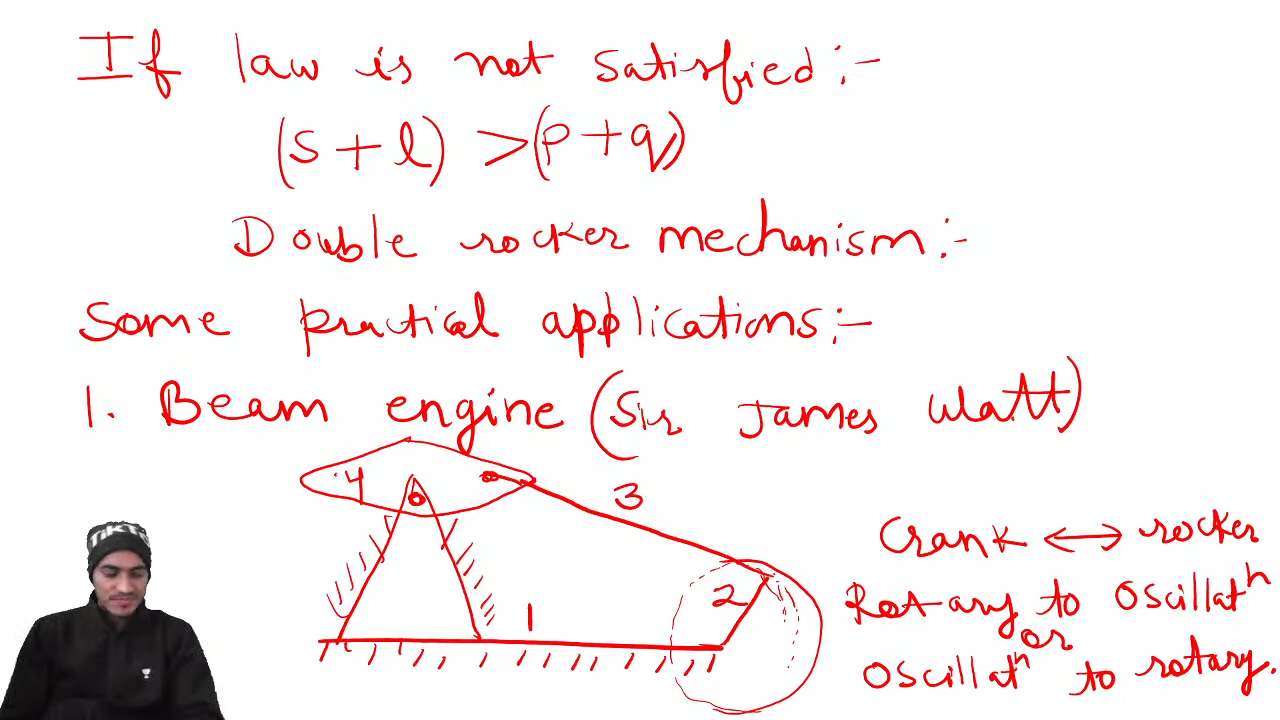 If law is not satisfied:-
(s + l) > (p + q)
Double rocker mechanism:-
Some practical applications:-
1. Beam engine (Sir James Watt)
4
3
2
1
Crank ↔ rocker
Rotary to Oscillatⁿ
or
Oscillatⁿ to rotary.
TIKT